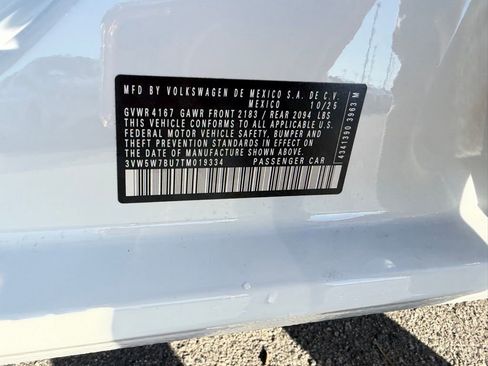 MFD BY VOLKSWAGEN DE MEXICO S.A. DE C.V.
MEXICO 10/25
GVWR 4167 GAWR FRONT 2183 / REAR 2094 LBS
THIS VEHICLE CONFORMS TO ALL APPLICABLE U.S.
FEDERAL MOTOR VEHICLE SAFETY, BUMPER AND
THEFT PREVENTION STANDARDS IN EFFECT ON
THE DATE OF MANUFACTURE SHOWN ABOVE.
3VW5W7BU7TM019334 PASSENGER CAR
4341390 3963 M